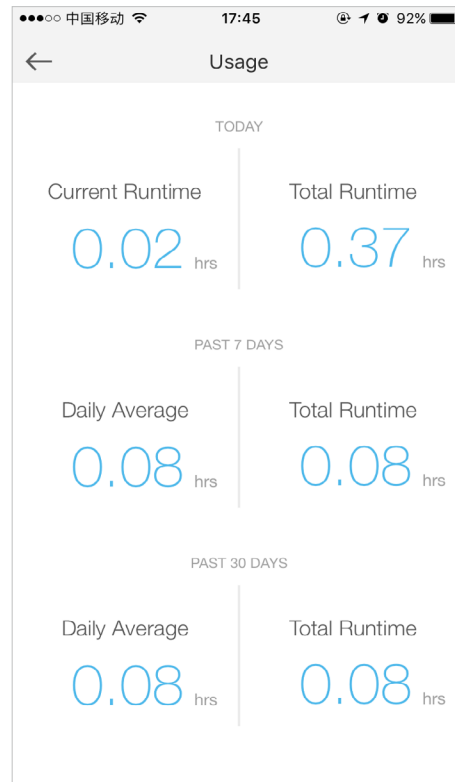 中国移动 17:45 92%
Usage
TODAY
Current Runtime Total Runtime
0.02 hrs 0.37 hrs
PAST 7 DAYS
Daily Average Total Runtime
0.08 hrs 0.08 hrs
PAST 30 DAYS
Daily Average Total Runtime
0.08 hrs 0.08 hrs